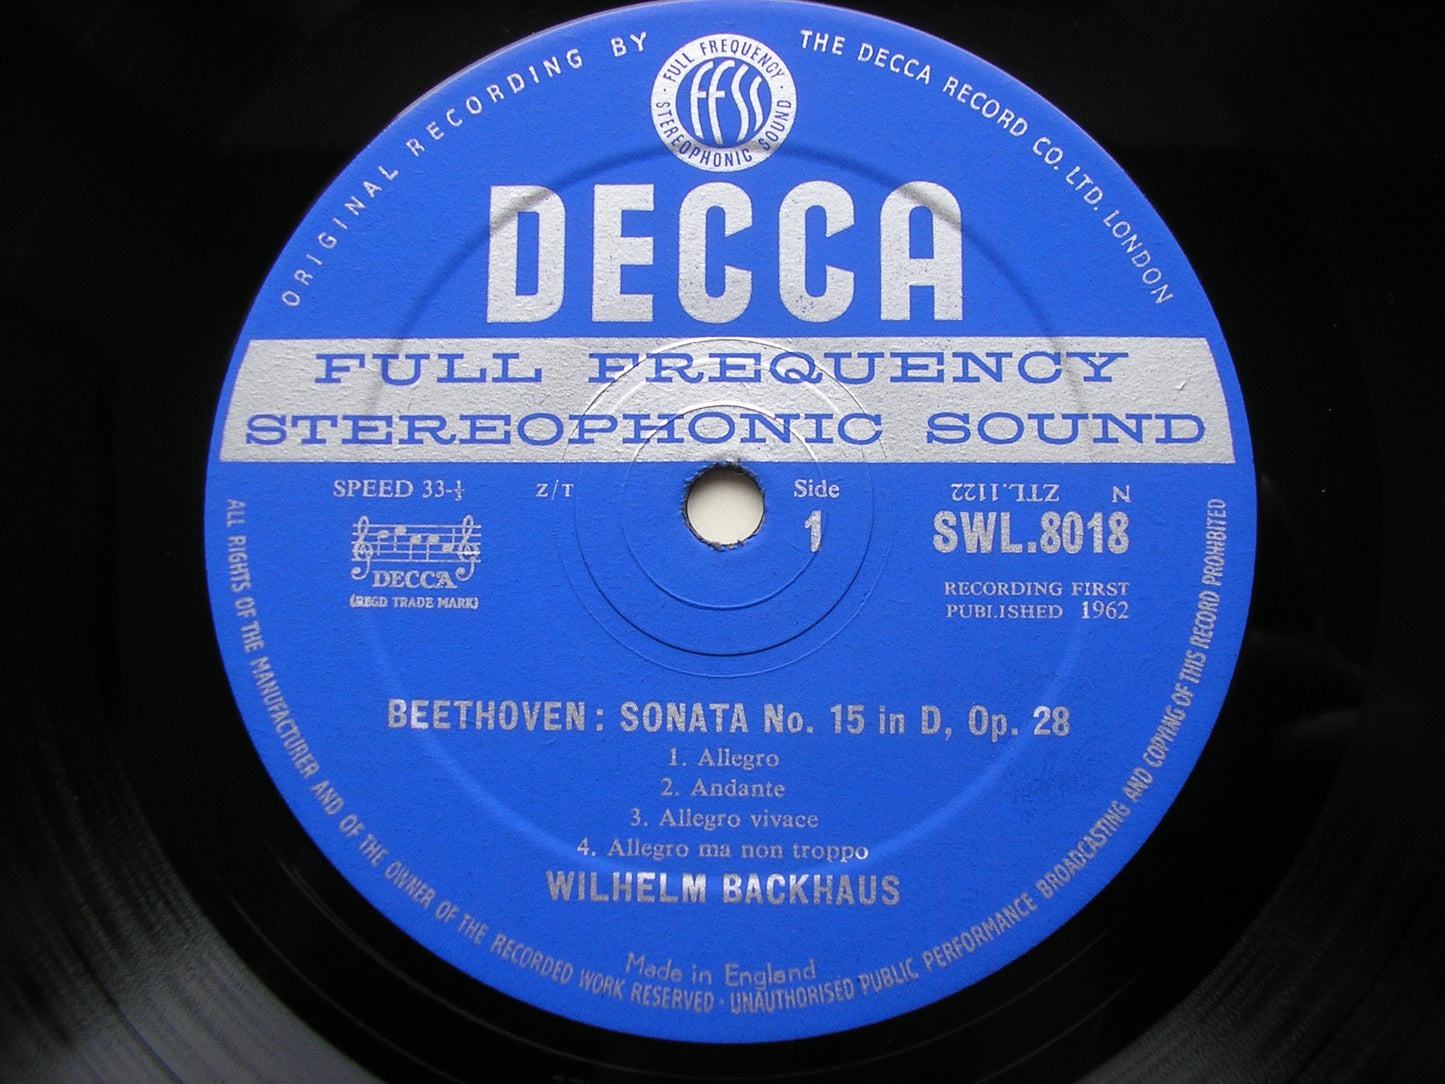 ORIGINAL RECORDING BY
THE DECCA RECORD CO. LTD. LONDON
FULL FREQUENCY
FFSS
STEREOPHONIC SOUND
DECCA
FULL FREQUENCY
STEREOPHONIC SOUND
SPEED 33-⅓
Z/T
Side
1
ZTL.1122
N
SWL.8018
DECCA
(REGD TRADE MARK)
RECORDING FIRST
PUBLISHED 1962
BEETHOVEN : SONATA No. 15 in D, Op. 28
1. Allegro
2. Andante
3. Allegro vivace
4. Allegro ma non troppo
WILHELM BACKHAUS
Made in England
ALL RIGHTS OF THE MANUFACTURER AND OF THE OWNER OF THE RECORDED WORK RESERVED · UNAUTHORISED PUBLIC PERFORMANCE BROADCASTING AND COPYING OF THIS RECORD PROHIBITED